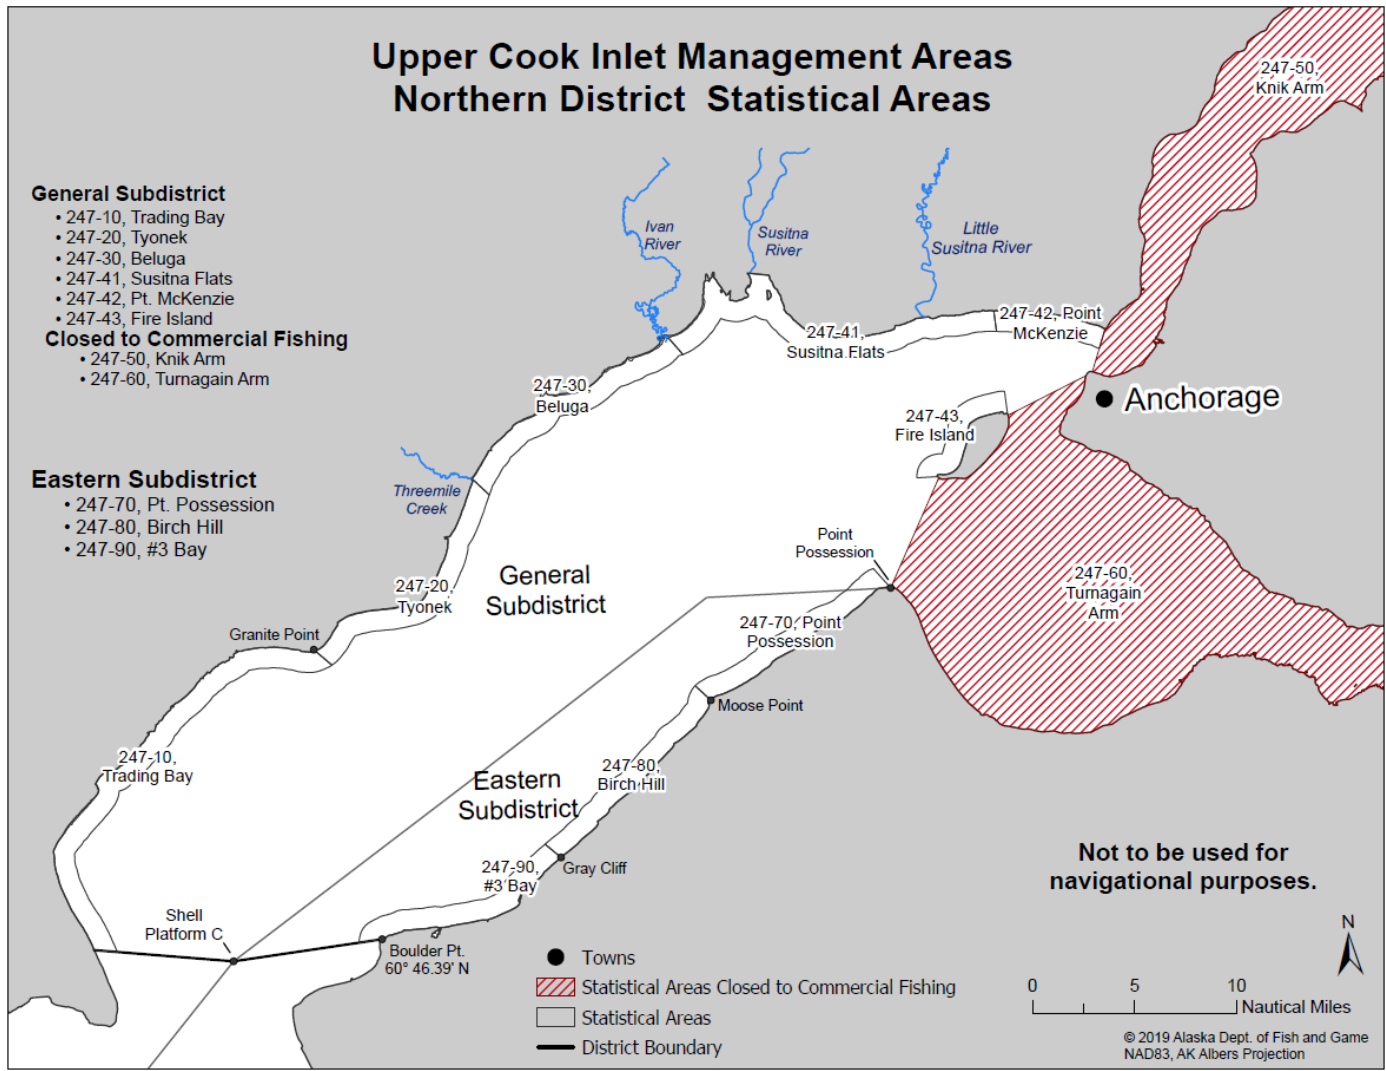 Upper Cook Inlet Management Areas
Northern District Statistical Areas
General Subdistrict
• 247-10, Trading Bay
• 247-20, Tyonek
• 247-30, Beluga
• 247-41, Susitna Flats
• 247-42, Pt. McKenzie
• 247-43, Fire Island
Closed to Commercial Fishing
• 247-50, Knik Arm
• 247-60, Turnagain Arm
Eastern Subdistrict
• 247-70, Pt. Possession
• 247-80, Birch Hill
• 247-90, #3 Bay
247-50,
Knik Arm
Ivan
River
Susitna
River
Little
Susitna River
247-42, Point
McKenzie
247-41,
Susitna Flats
247-30,
Beluga
Anchorage
247-43,
Fire Island
Threemile
Creek
Point
Possession
General
Subdistrict
247-20,
Tyonek
247-60,
Turnagain
Arm
Granite Point
247-70, Point
Possession
Moose Point
247-10,
Trading Bay
247-80,
Birch Hill
Eastern
Subdistrict
Gray Cliff
247-90,
#3 Bay
Shell
Platform C
Boulder Pt.
60° 46.39' N
Not to be used for
navigational purposes.
N
Towns
Statistical Areas Closed to Commercial Fishing
Statistical Areas
District Boundary
0 5 10
Nautical Miles
© 2019 Alaska Dept. of Fish and Game
NAD83, AK Albers Projection